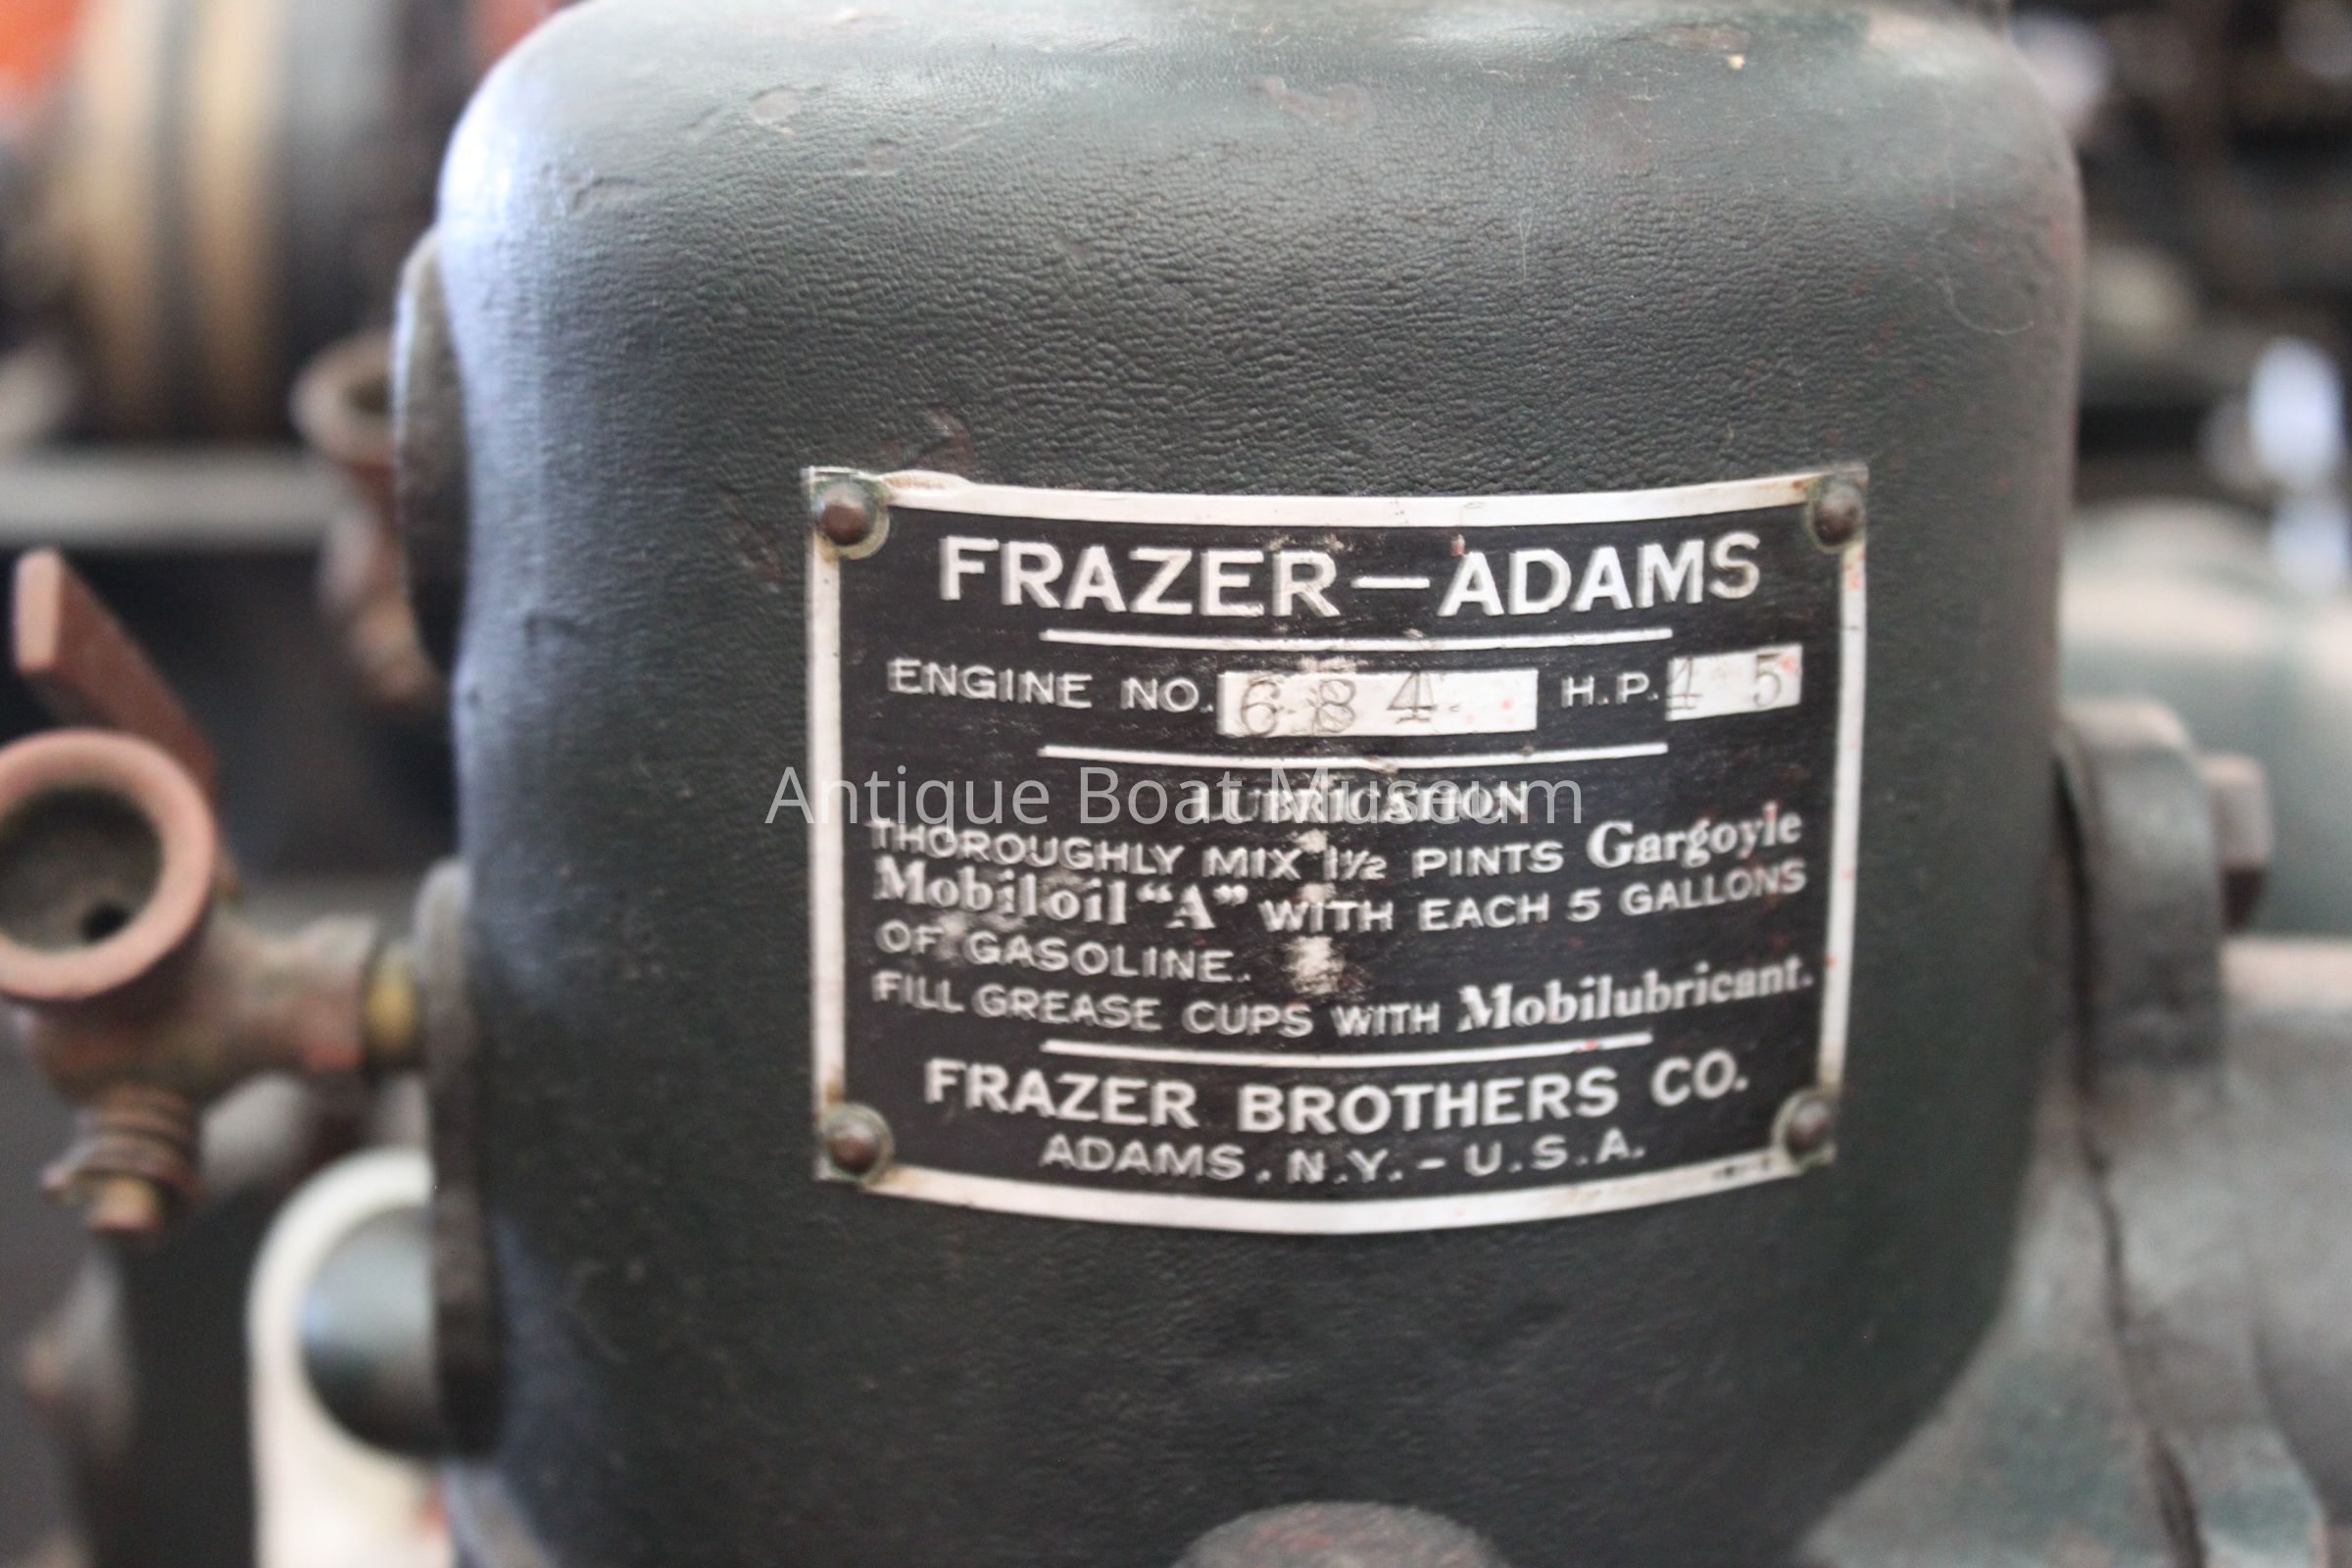 FRAZER—ADAMS
ENGINE NO. 684 H.P. 4 5
LUBRICATION
Antique Boat Museum
THOROUGHLY MIX 1½ PINTS Gargoyle
Mobiloil "A" WITH EACH 5 GALLONS
OF GASOLINE.
FILL GREASE CUPS WITH Mobilubricant.
FRAZER BROTHERS CO.
ADAMS, N.Y. - U.S.A.